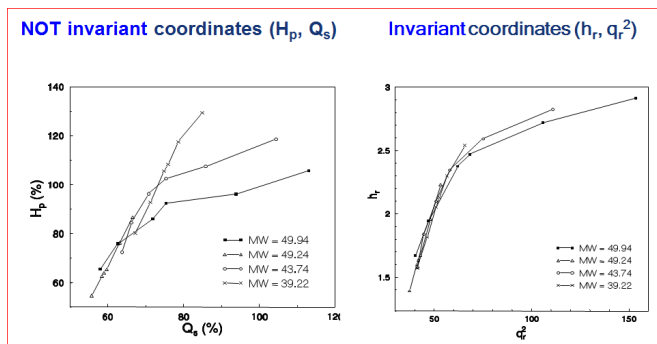 NOT invariant coordinates (Hp, Qs)
Invariant coordinates (hr, qr2)
140
120
100
80
60
Hp (%)
MW = 49.94
MW = 49.24
MW = 43.74
MW = 39.22
60
80
100
120
Qs (%)
3
2.5
2
1.5
1
hr
MW = 49.94
MW = 49.24
MW = 43.74
MW = 39.22
50
100
150
qr2